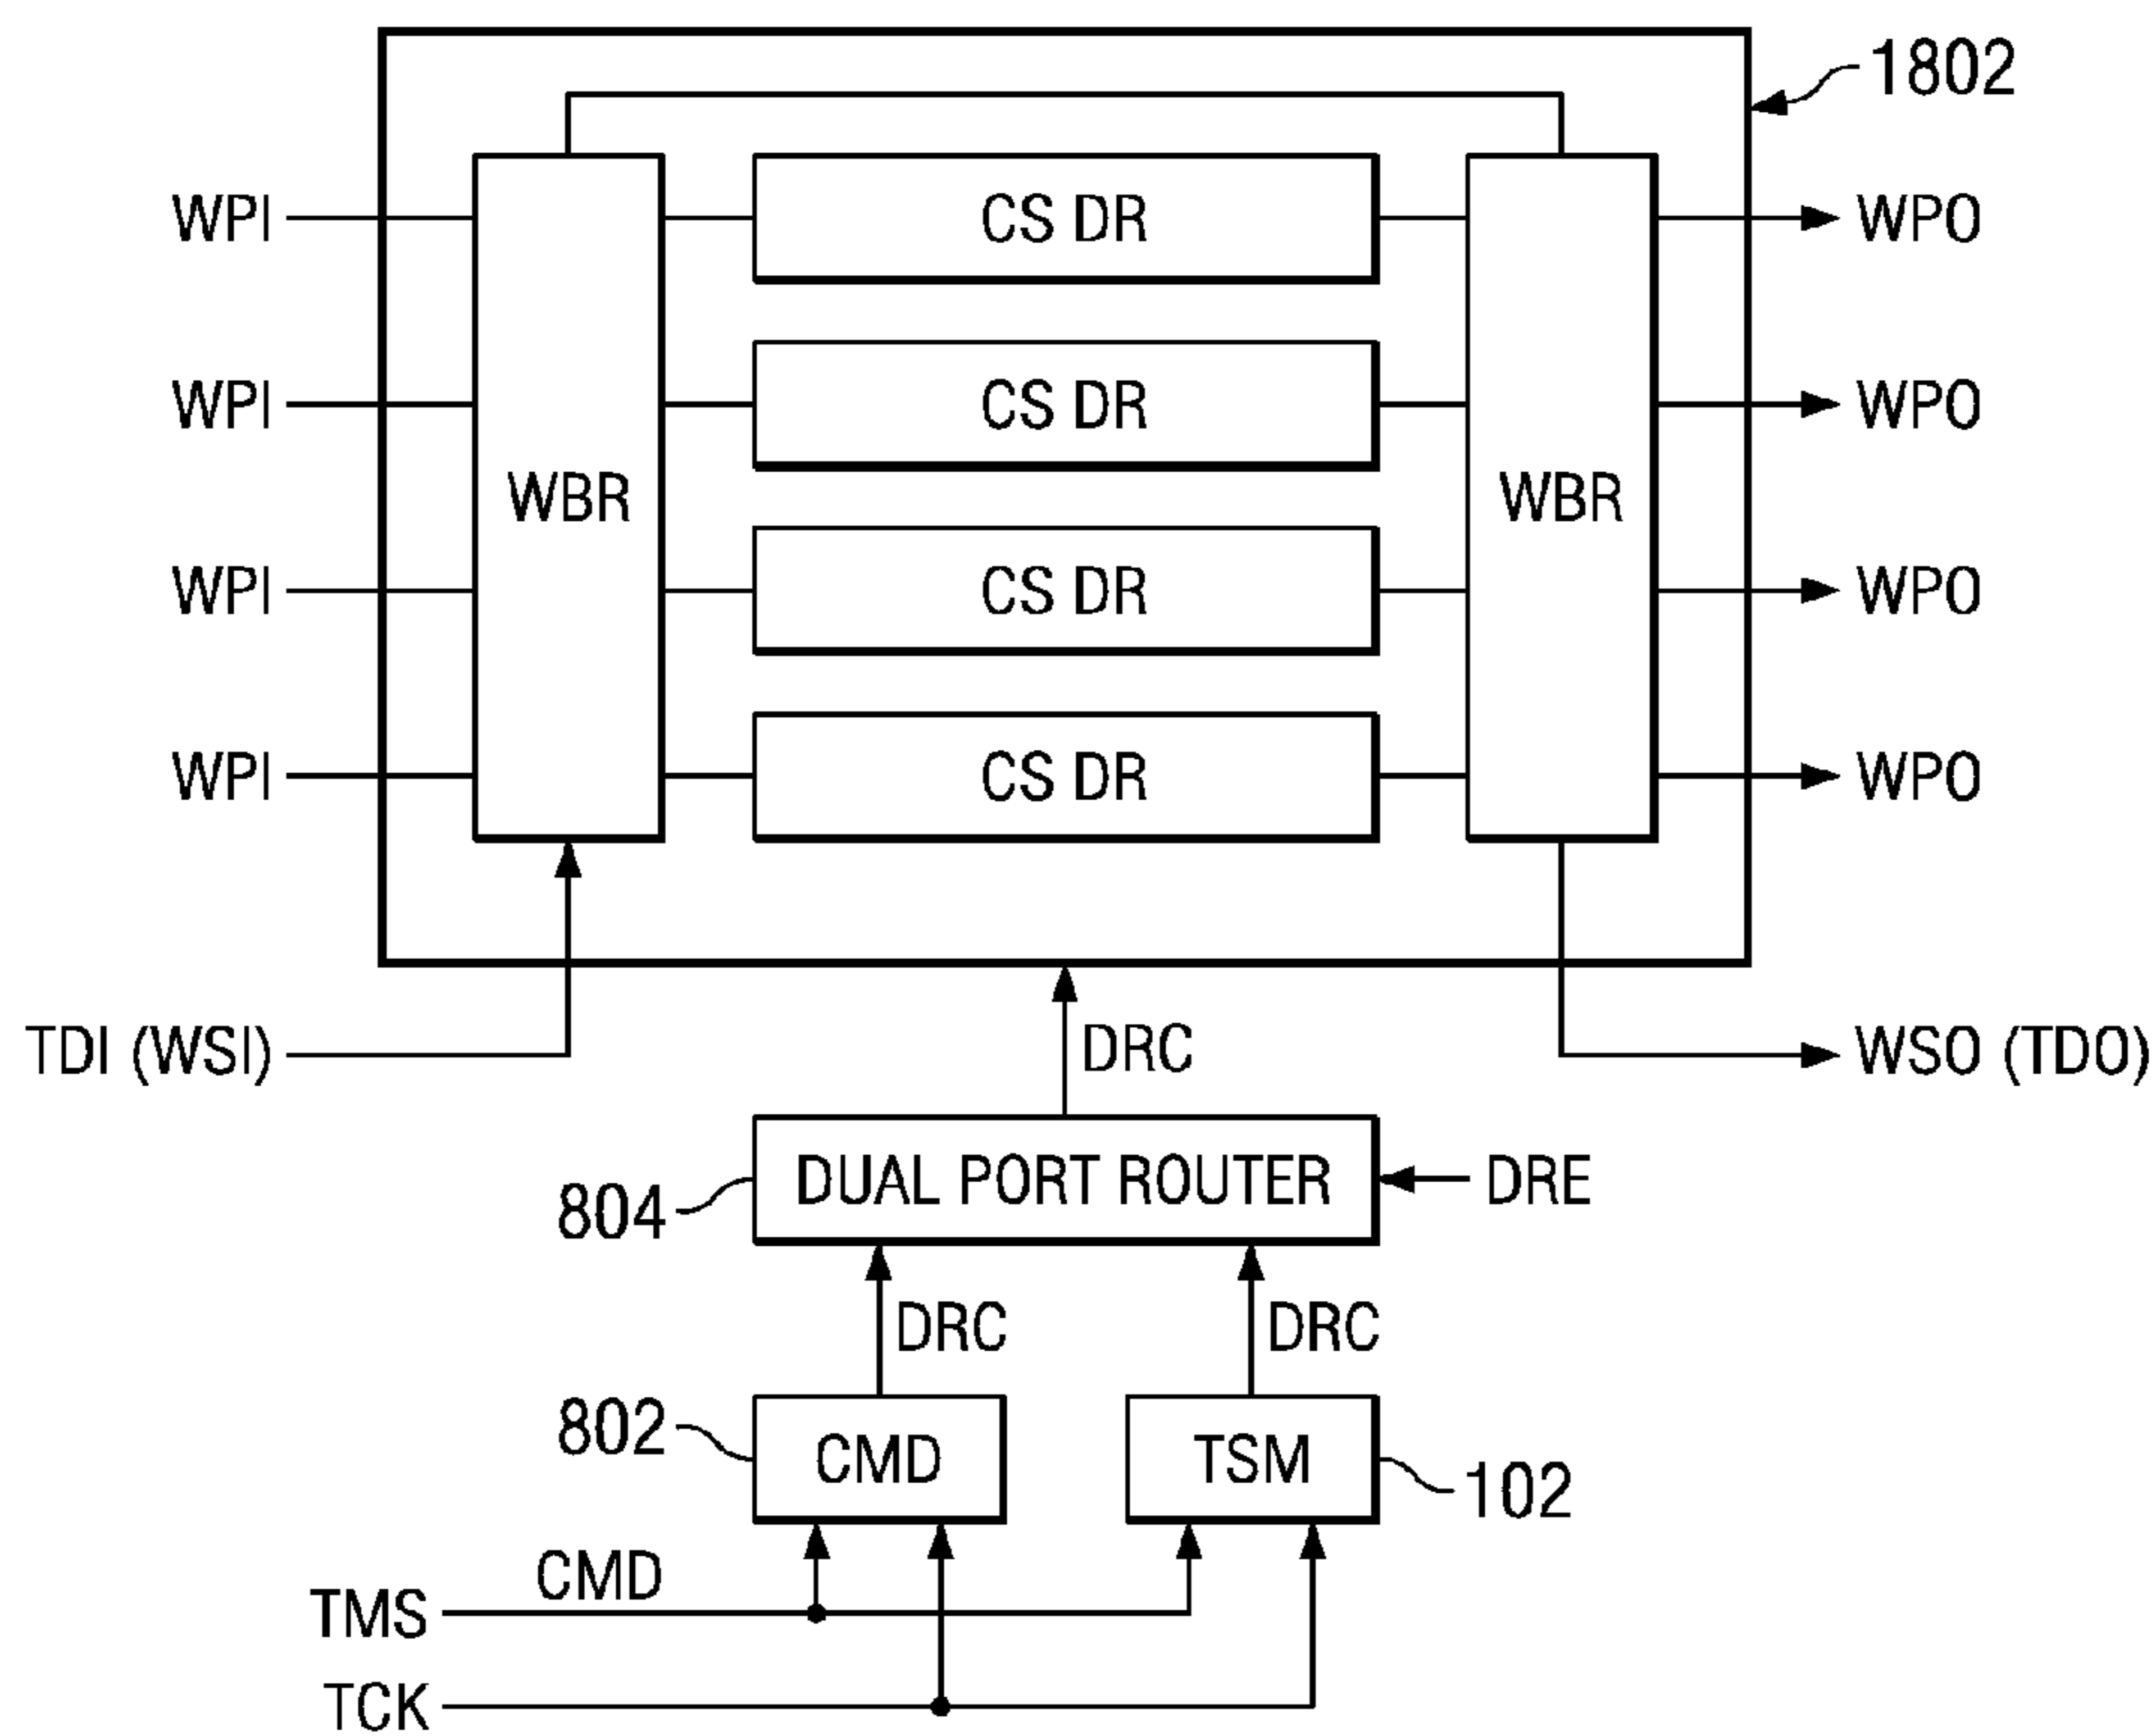 1802
WPI CS DR WPO
WPI CS DR WPO
WBR WBR
WPI CS DR WPO
WPI CS DR WPO
TDI (WSI) DRC WSO (TDO)
804 DUAL PORT ROUTER DRE
DRC DRC
802 CMD TSM 102
CMD
TMS
TCK